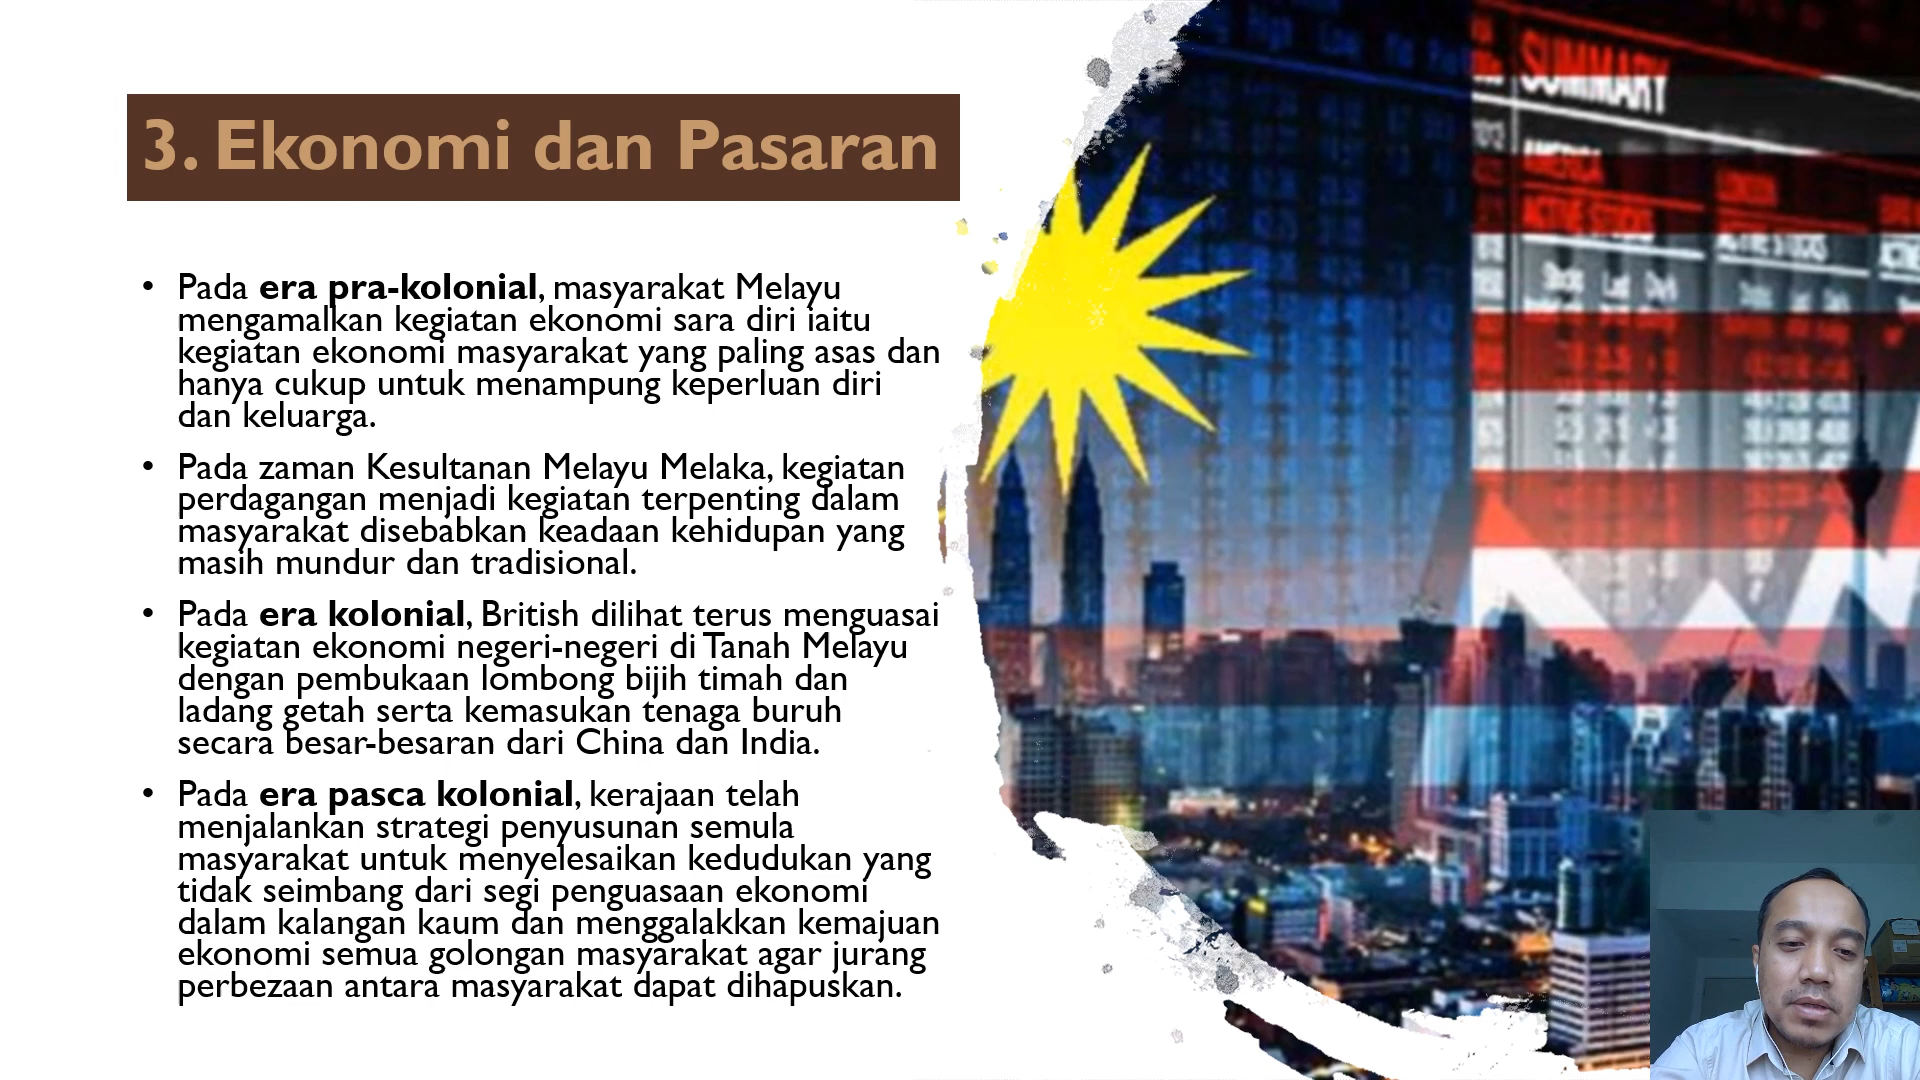 3. Ekonomi dan Pasaran
• Pada era pra-kolonial, masyarakat Melayu
mengamalkan kegiatan ekonomi sara diri iaitu
kegiatan ekonomi masyarakat yang paling asas dan
hanya cukup untuk menampung keperluan diri
dan keluarga.
• Pada zaman Kesultanan Melayu Melaka, kegiatan
perdagangan menjadi kegiatan terpenting dalam
masyarakat disebabkan keadaan kehidupan yang
masih mundur dan tradisional.
• Pada era kolonial, British dilihat terus menguasai
kegiatan ekonomi negeri-negeri di Tanah Melayu
dengan pembukaan lombong bijih timah dan
ladang getah serta kemasukan tenaga buruh
secara besar-besaran dari China dan India.
• Pada era pasca kolonial, kerajaan telah
menjalankan strategi penyusunan semula
masyarakat untuk menyelesaikan kedudukan yang
tidak seimbang dari segi penguasaan ekonomi
dalam kalangan kaum dan menggalakkan kemajuan
ekonomi semua golongan masyarakat agar jurang
perbezaan antara masyarakat dapat dihapuskan.
SUMMARY
AMERICA
LONDON
ACTIVE STOCKS
ACTIVE STOCKS